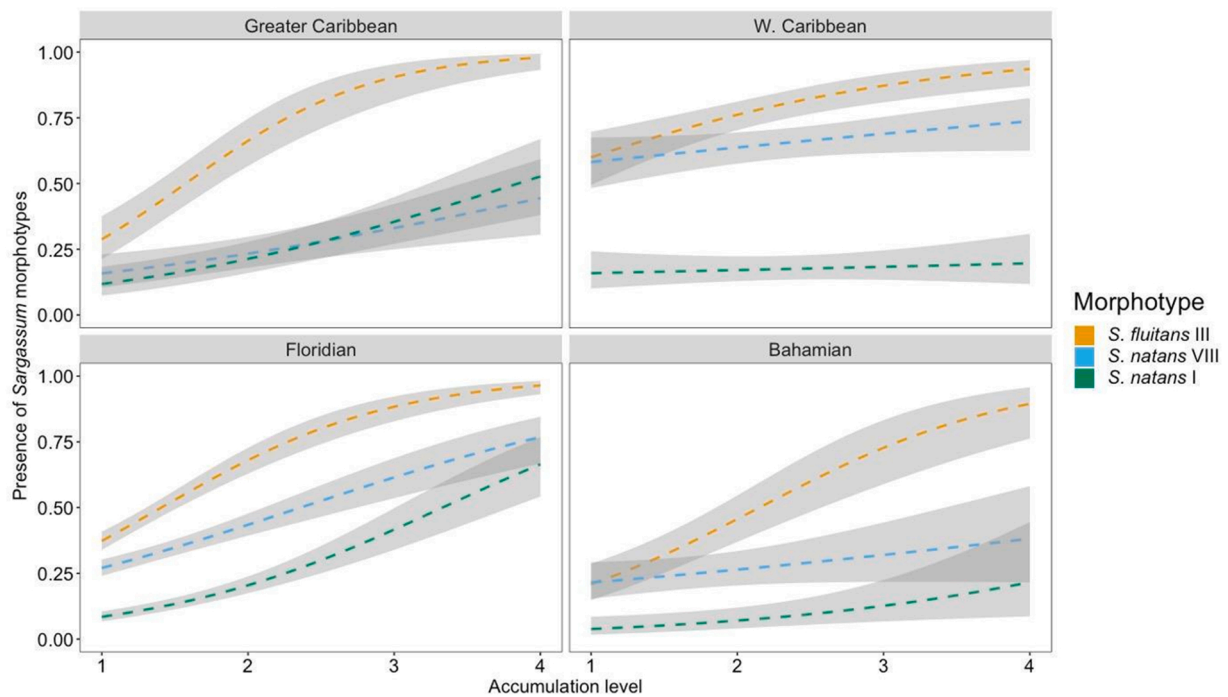 Greater Caribbean
W. Caribbean
1.00
0.75
0.50
0.25
0.00
Floridian
Bahamian
1.00
0.75
0.50
0.25
0.00
1 2 3 4
1 2 3 4
Accumulation level
Presence of Sargassum morphotypes
Morphotype
S. fluitans III
S. natans VIII
S. natans I